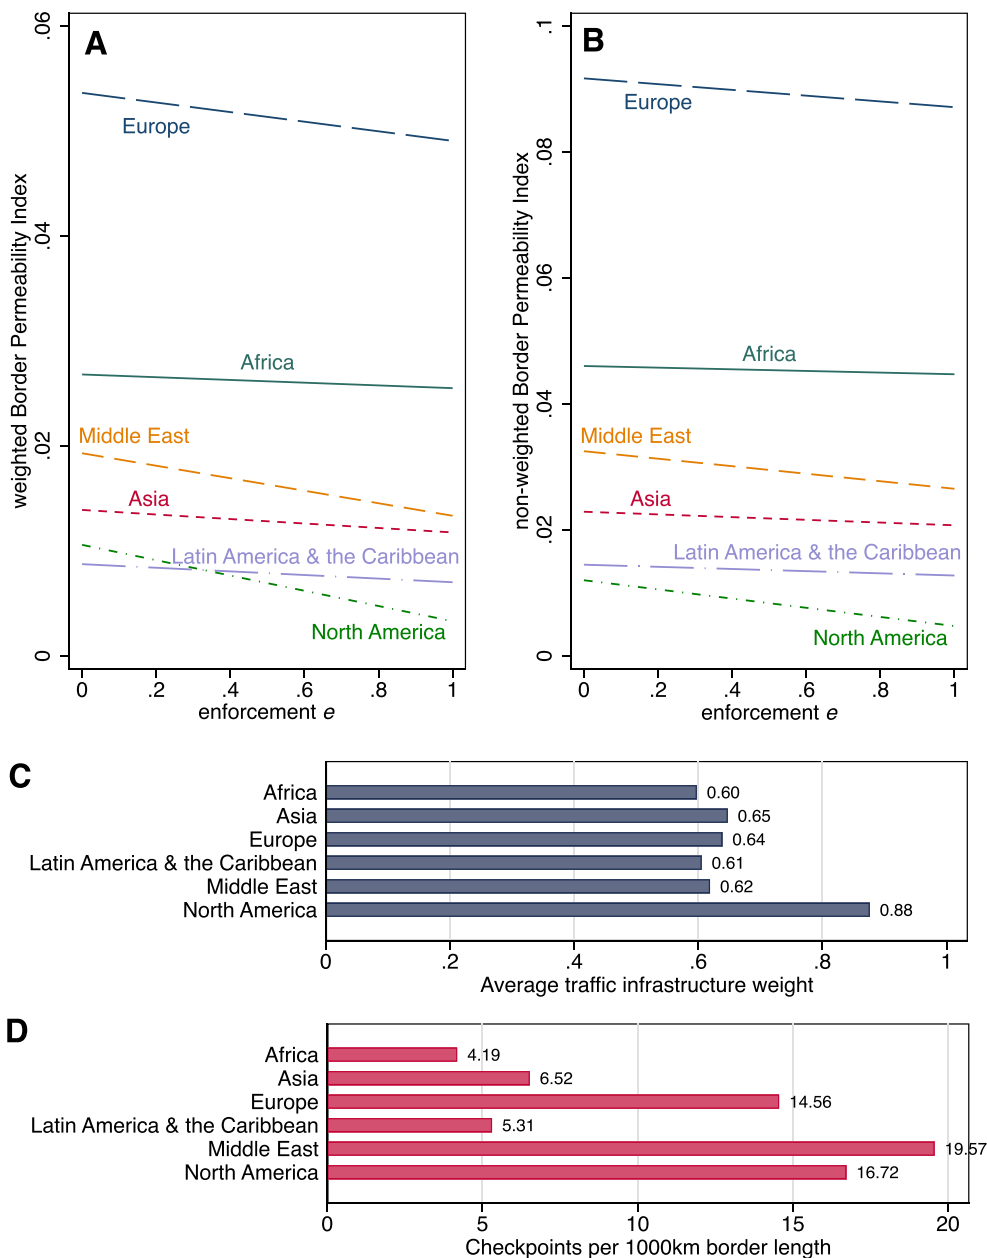 A
weighted Border Permeability Index
.06
.04
.02
0
Europe
Africa
Middle East
Asia
Latin America & the Caribbean
North America
0 .2 .4 .6 .8 1
enforcement e
B
non-weighted Border Permeability Index
.1
.08
.06
.04
.02
0
Europe
Africa
Middle East
Asia
Latin America & the Caribbean
North America
0 .2 .4 .6 .8 1
enforcement e
C
Africa 0.60
Asia 0.65
Europe 0.64
Latin America & the Caribbean 0.61
Middle East 0.62
North America 0.88
0 .2 .4 .6 .8 1
Average traffic infrastructure weight
D
Africa 4.19
Asia 6.52
Europe 14.56
Latin America & the Caribbean 5.31
Middle East 19.57
North America 16.72
0 5 10 15 20
Checkpoints per 1000km border length